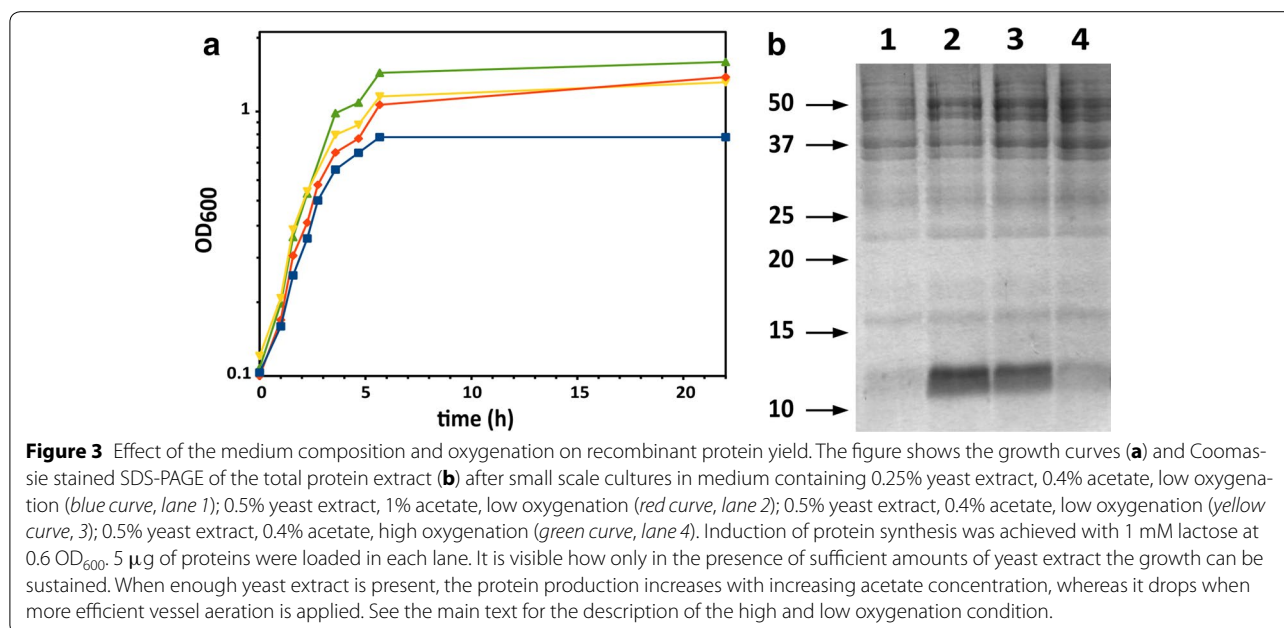 a
b
1 2 3 4
1
0.1
OD600
0 5 10 15 20
time (h)
50
37
25
20
15
10
Figure 3 Effect of the medium composition and oxygenation on recombinant protein yield. The figure shows the growth curves (a) and Coomas-
sie stained SDS-PAGE of the total protein extract (b) after small scale cultures in medium containing 0.25% yeast extract, 0.4% acetate, low oxygena-
tion (blue curve, lane 1); 0.5% yeast extract, 1% acetate, low oxygenation (red curve, lane 2); 0.5% yeast extract, 0.4% acetate, low oxygenation (yellow
curve, 3); 0.5% yeast extract, 0.4% acetate, high oxygenation (green curve, lane 4). Induction of protein synthesis was achieved with 1 mM lactose at
0.6 OD600. 5 μg of proteins were loaded in each lane. It is visible how only in the presence of sufficient amounts of yeast extract the growth can be
sustained. When enough yeast extract is present, the protein production increases with increasing acetate concentration, whereas it drops when
more efficient vessel aeration is applied. See the main text for the description of the high and low oxygenation condition.